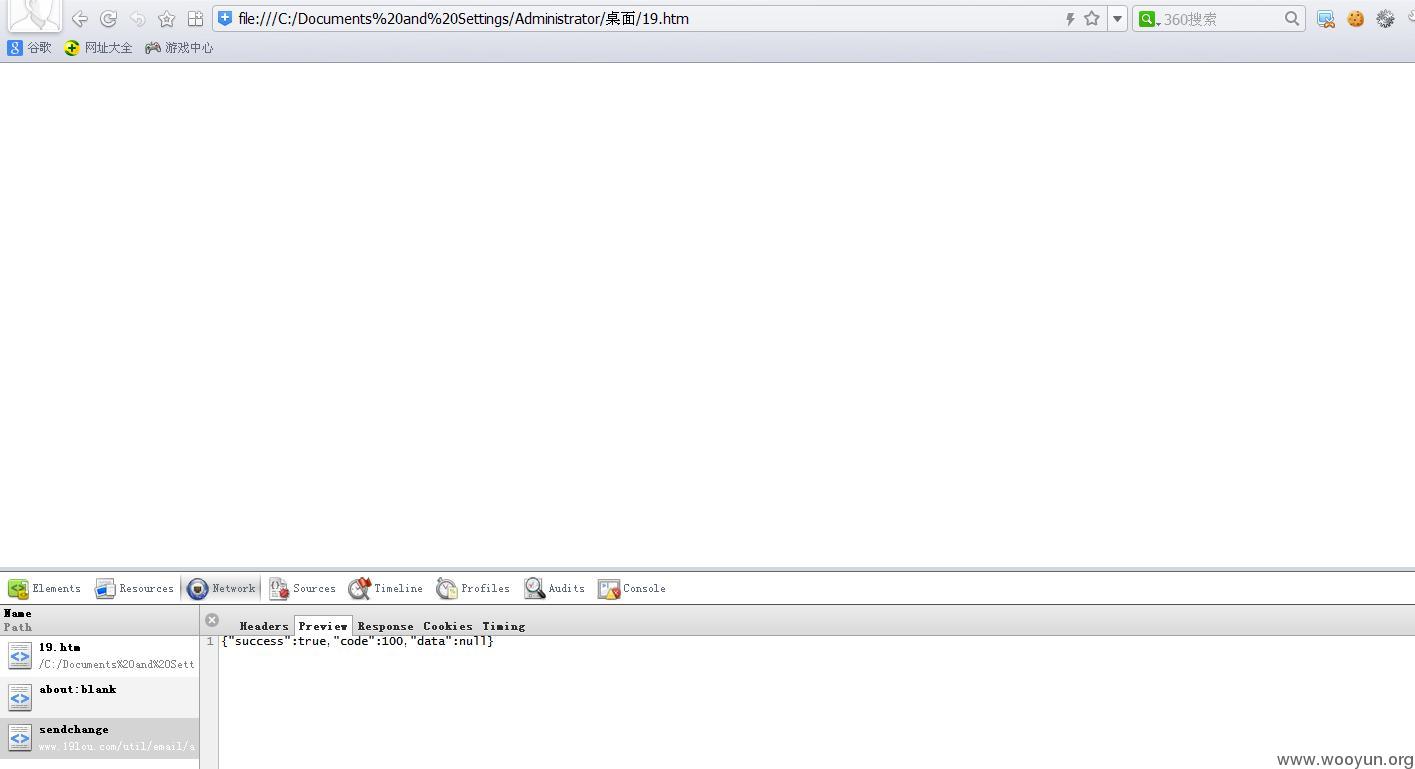 file:///C:/Documents%20and%20Settings/Administrator/桌面/19.htm
360搜索
谷歌 网址大全 游戏中心
Elements Resources Network Sources Timeline Profiles Audits Console
Name
Path
Headers Preview Response Cookies Timing
1 {"success":true,"code":100,"data":null}
19.htm
/C:/Documents%20and%20Sett
about:blank
sendchange
www.19lou.com/util/email/a
www.wooyun.org